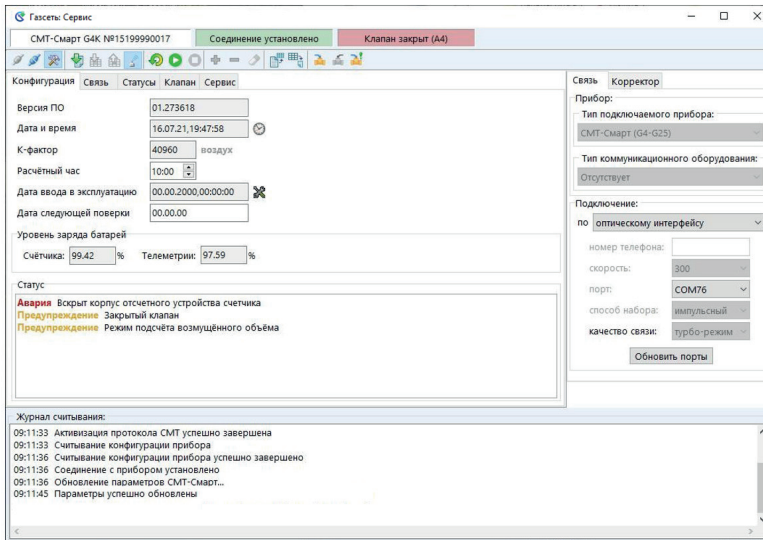 Газсеть: Сервис
СМТ-Смарт G4K №15199990017 Соединение установлено Клапан закрыт (A4)
Конфигурация Связь Статусы Клапан Сервис
Версия ПО 01.273618
Дата и время 16.07.21,19:47:58
К-фактор 40960 воздух
Расчётный час 10:00
Дата ввода в эксплуатацию 00.00.2000,00:00:00
Дата следующей поверки 00.00.00
Уровень заряда батарей
Счётчика: 99.42 % Телеметрии: 97.59 %
Статус
Авария Вскрыт корпус отсчетного устройства счетчика
Предупреждение Закрытый клапан
Предупреждение Режим подсчёта возмущённого объёма
Связь Корректор
Прибор:
Тип подключаемого прибора:
СМТ-Смарт (G4-G25)
Тип коммуникационного оборудования:
Отсутствует
Подключение:
по оптическому интерфейсу
номер телефона:
скорость: 300
порт: COM76
способ набора: импульсный
качество связи: турбо-режим
Обновить порты
Журнал считывания:
09:11:33 Активизация протокола СМТ успешно завершена
09:11:33 Считывание конфигурации прибора
09:11:36 Считывание конфигурации прибора успешно завершено
09:11:36 Соединение с прибором установлено
09:11:36 Обновление параметров СМТ-Смарт...
09:11:45 Параметры успешно обновлены